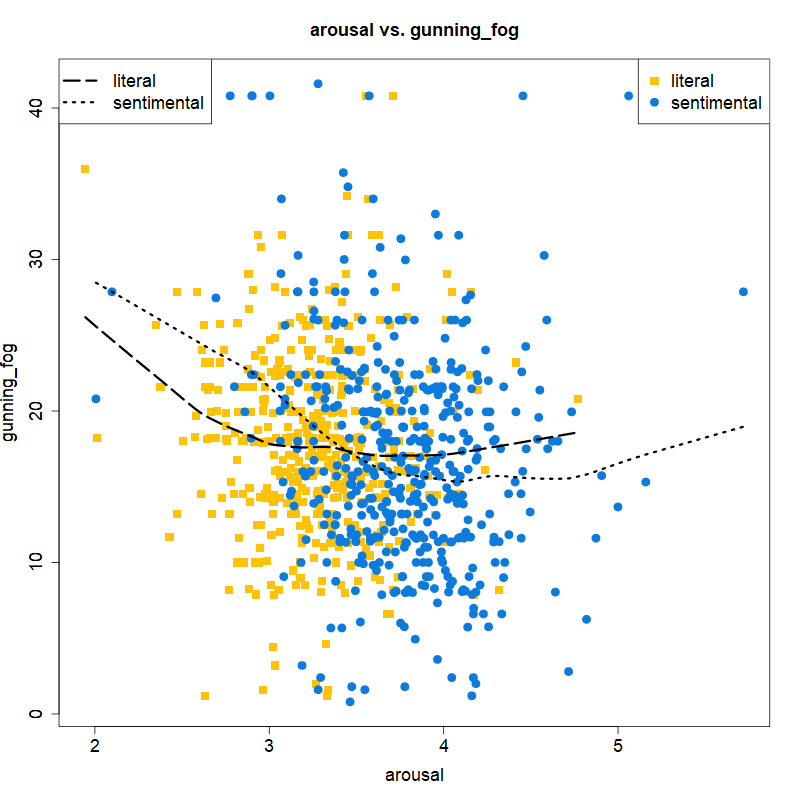 arousal vs. gunning_fog
literal
sentimental
literal
sentimental
gunning_fog
40
30
20
10
0
2
3
4
5
arousal